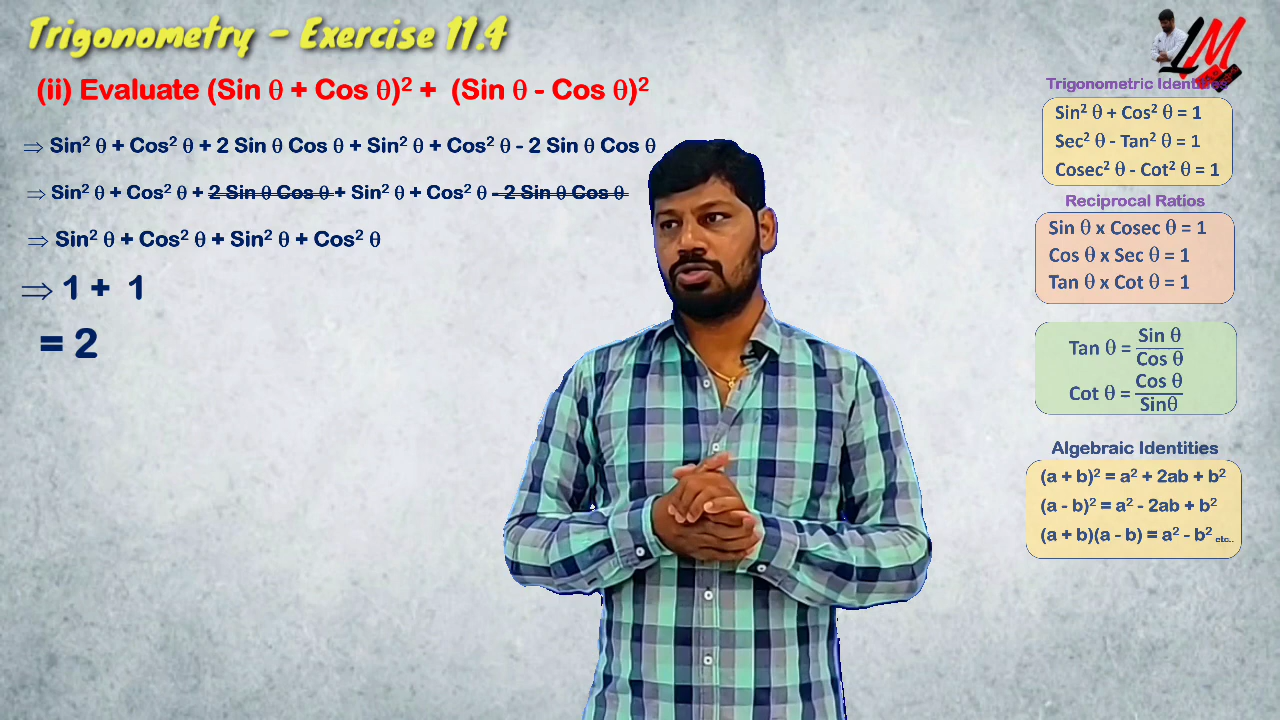 Trigonometry - Exercise 11.4
(ii) Evaluate (Sin θ + Cos θ)² + (Sin θ - Cos θ)²
⇒ Sin² θ + Cos² θ + 2 Sin θ Cos θ + Sin² θ + Cos² θ - 2 Sin θ Cos θ
⇒ Sin² θ + Cos² θ + 2 Sin θ Cos θ + Sin² θ + Cos² θ - 2 Sin θ Cos θ
⇒ Sin² θ + Cos² θ + Sin² θ + Cos² θ
⇒ 1 + 1
= 2
LM
Trigonometric
Sin² θ + Cos² θ = 1
Sec² θ - Tan² θ = 1
Cosec² θ - Cot² θ = 1
Reciprocal Ratios
Sin θ x Cosec θ = 1
Cos θ x Sec θ = 1
Tan θ x Cot θ = 1
Tan θ = Sin θ / Cos θ
Cot θ = Cos θ / Sinθ
Algebraic Identities
(a + b)² = a² + 2ab + b²
(a - b)² = a² - 2ab + b²
(a + b)(a - b) = a² - b² etc..